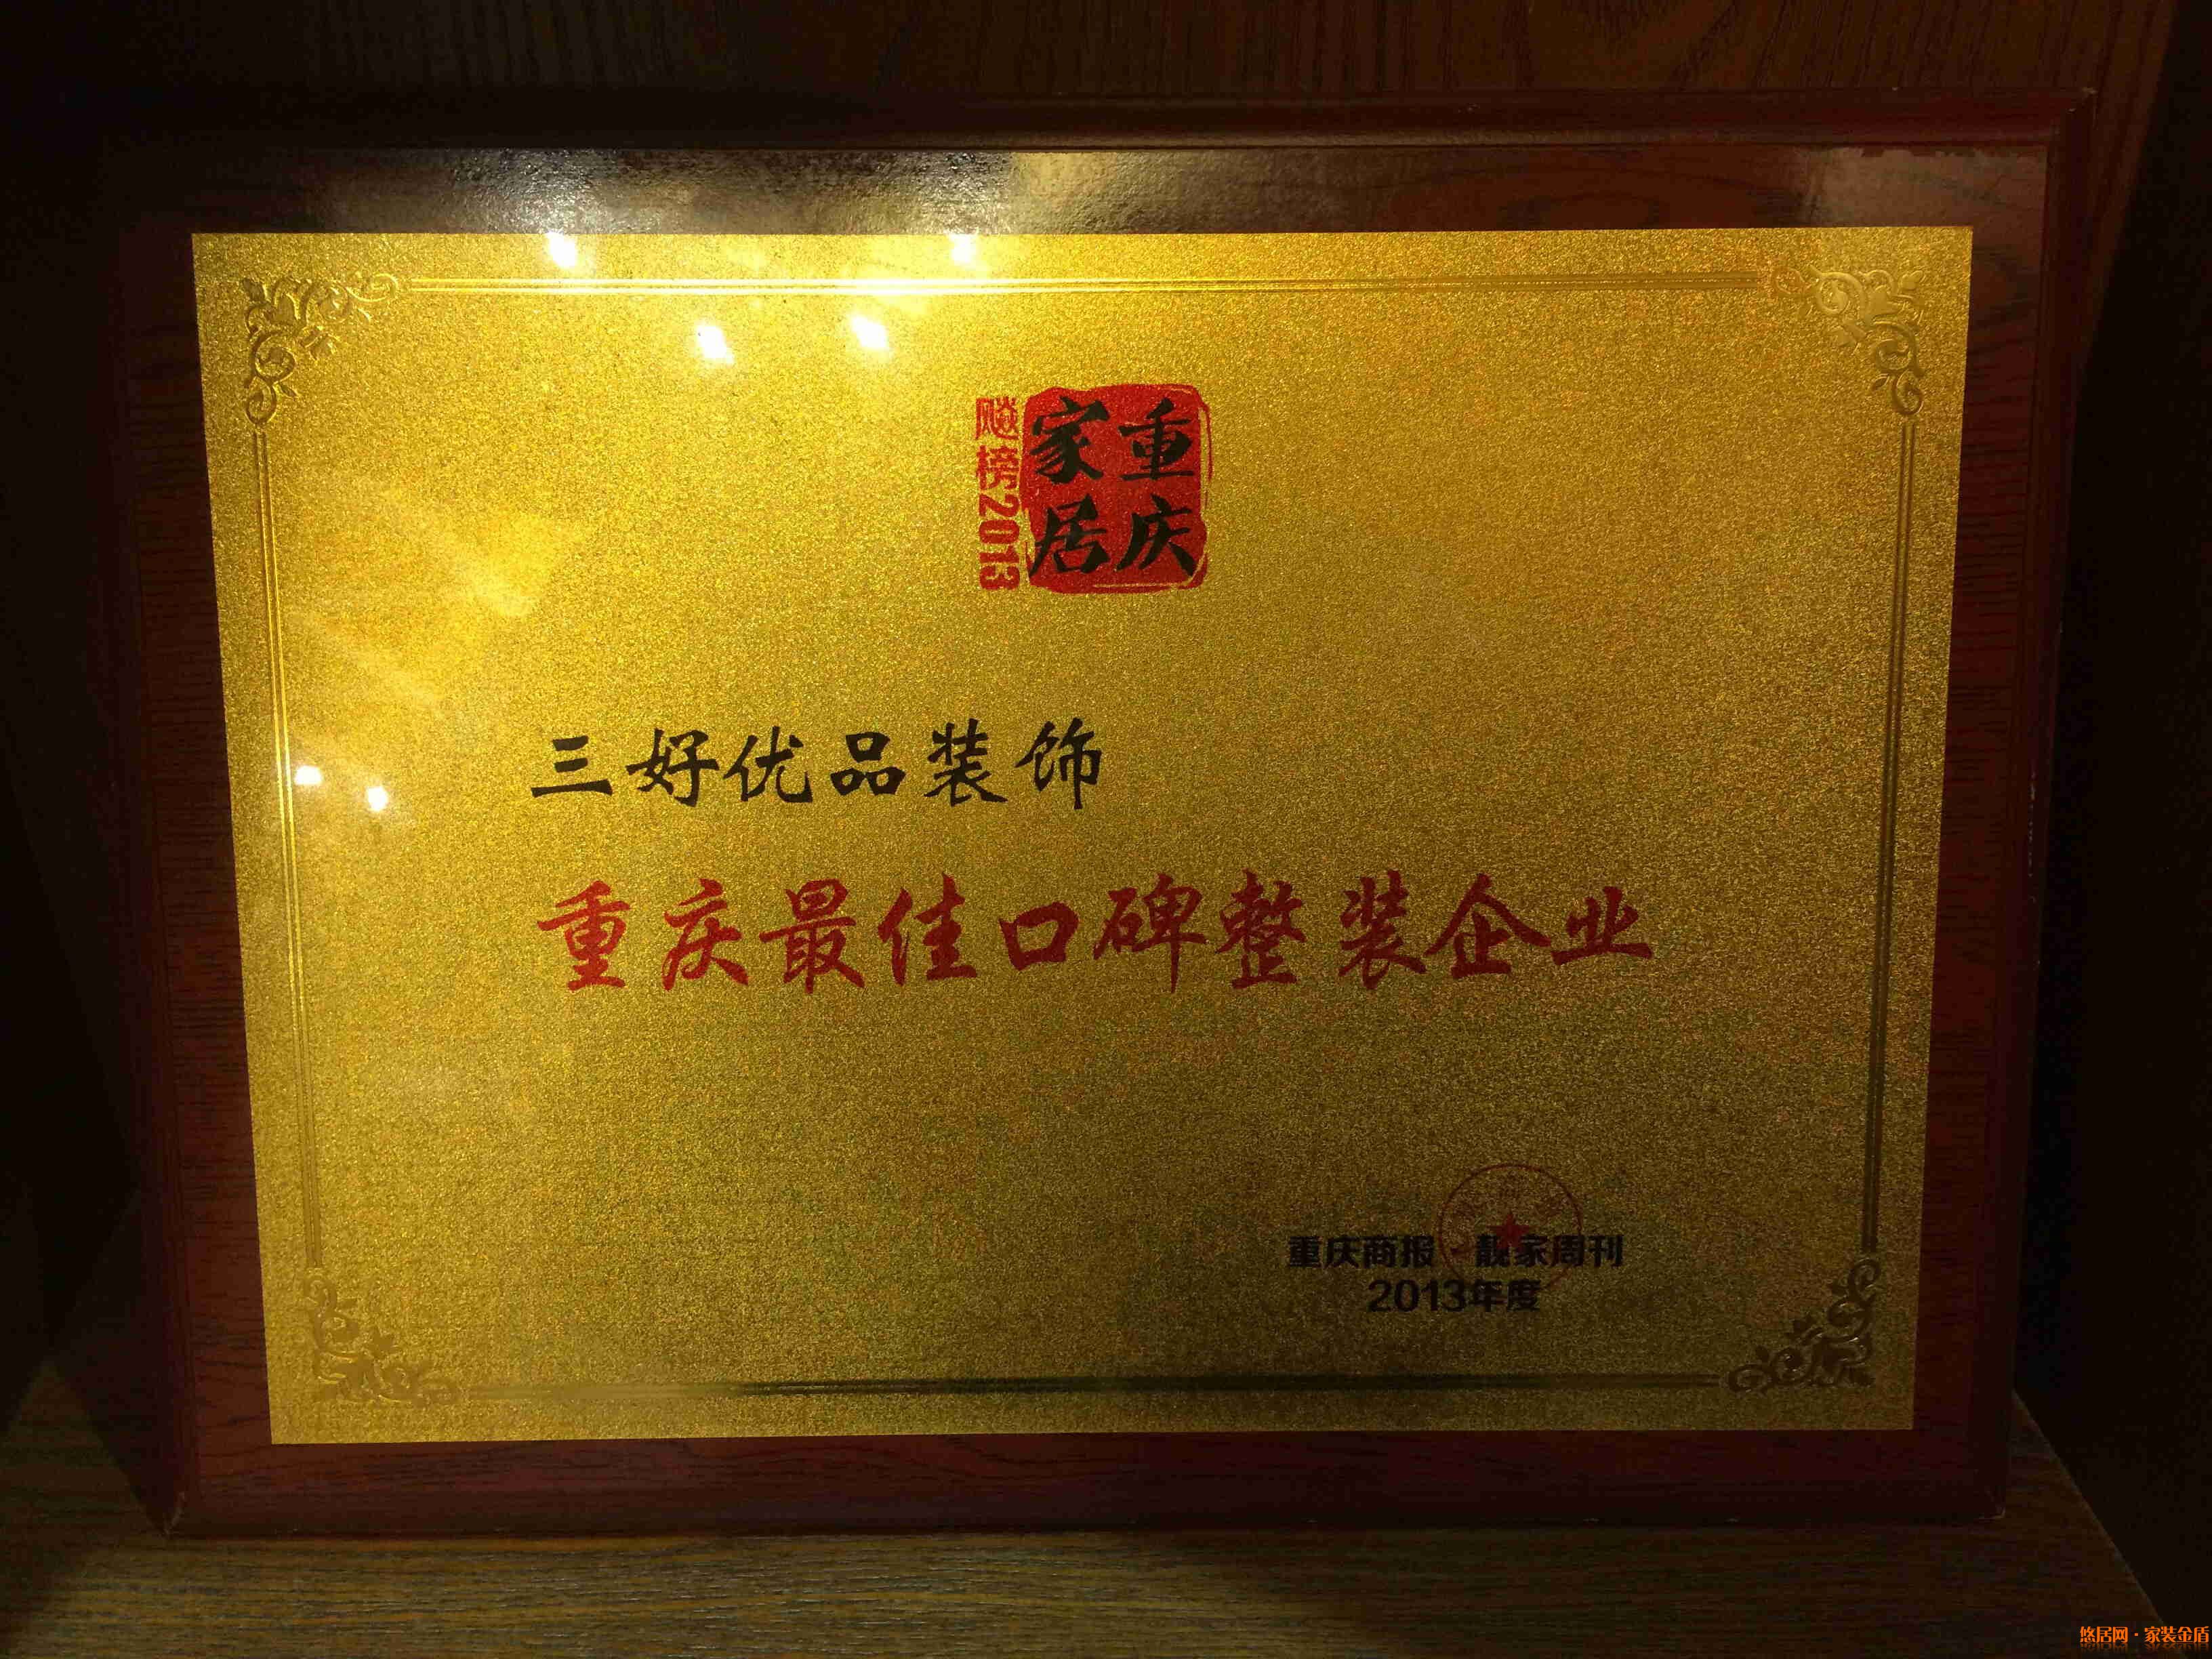 重庆
家居
飚榜2013
三好优品装饰
重庆最佳口碑整装企业
重庆商报·靓家周刊
2013年度
悠居网·家装金盾